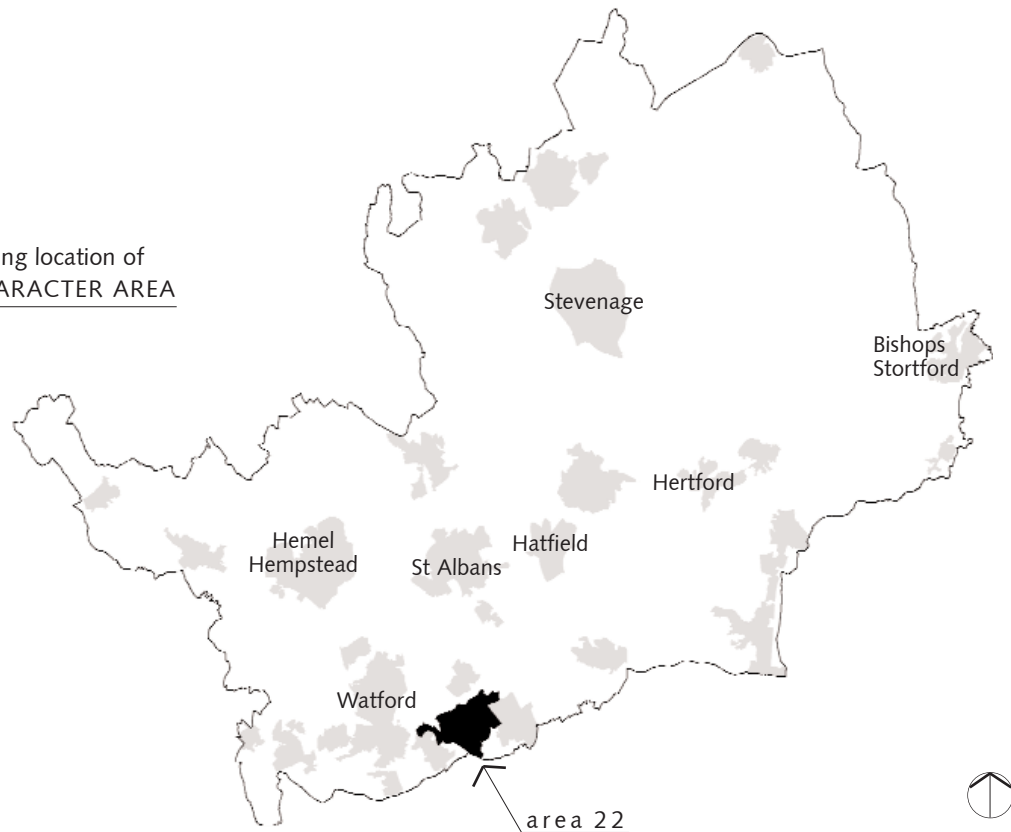 ng location of
ARACTER AREA
Stevenage
Bishops
Stortford
Hertford
Hemel
Hempstead
St Albans
Hatfield
Watford
area 22